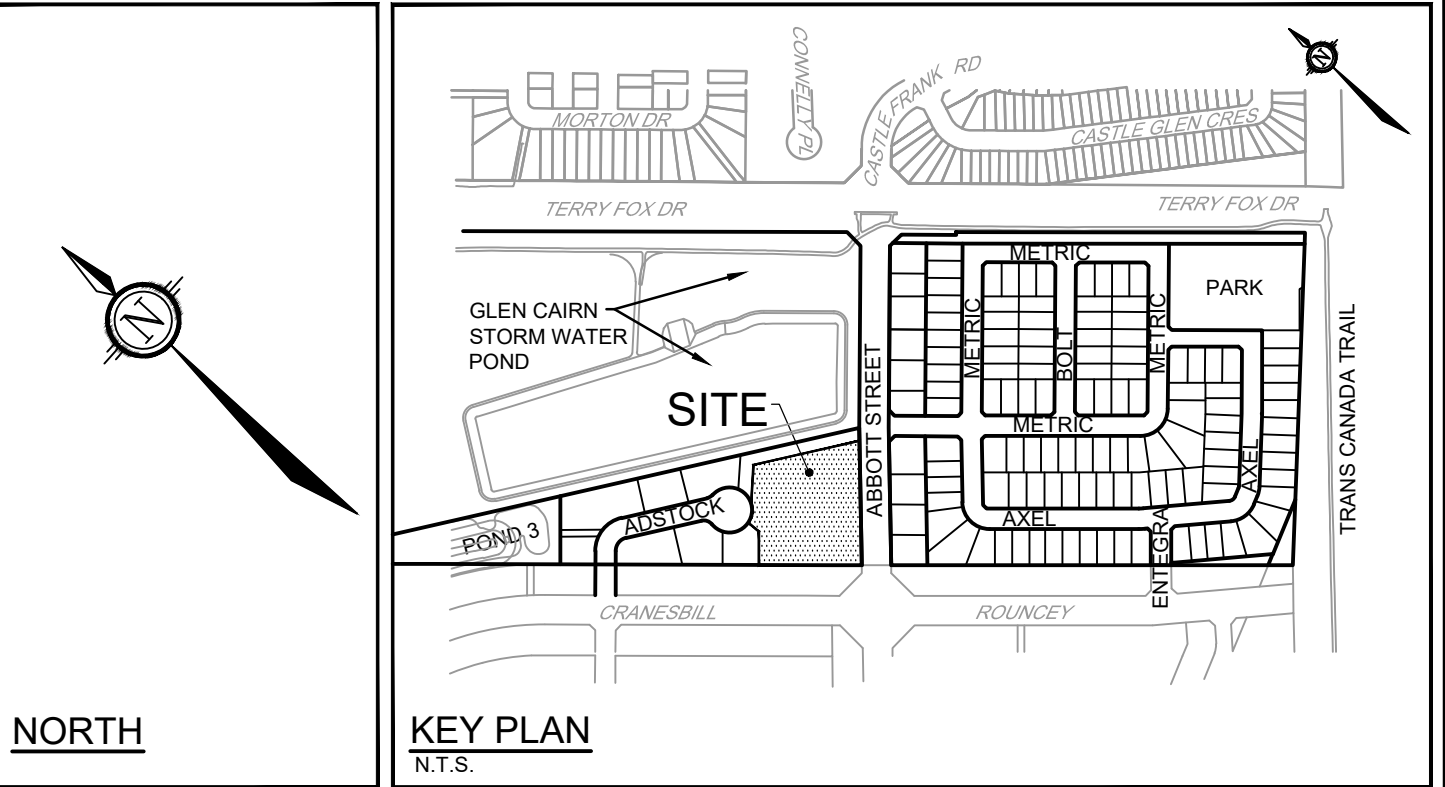 N
NORTH
N
CONNELLY PL
CASTLE FRANK RD
MORTON DR
CASTLE GLEN CRES
TERRY FOX DR
TERRY FOX DR
METRIC
GLEN CAIRN
STORM WATER
POND
PARK
METRIC
BOLT
METRIC
ABBOTT STREET
TRANS CANADA TRAIL
SITE
METRIC
AXEL
ADSTOCK
AXEL
POND 3
ENTEGRA
CRANESBILL
ROUNCEY
KEY PLAN
N.T.S.